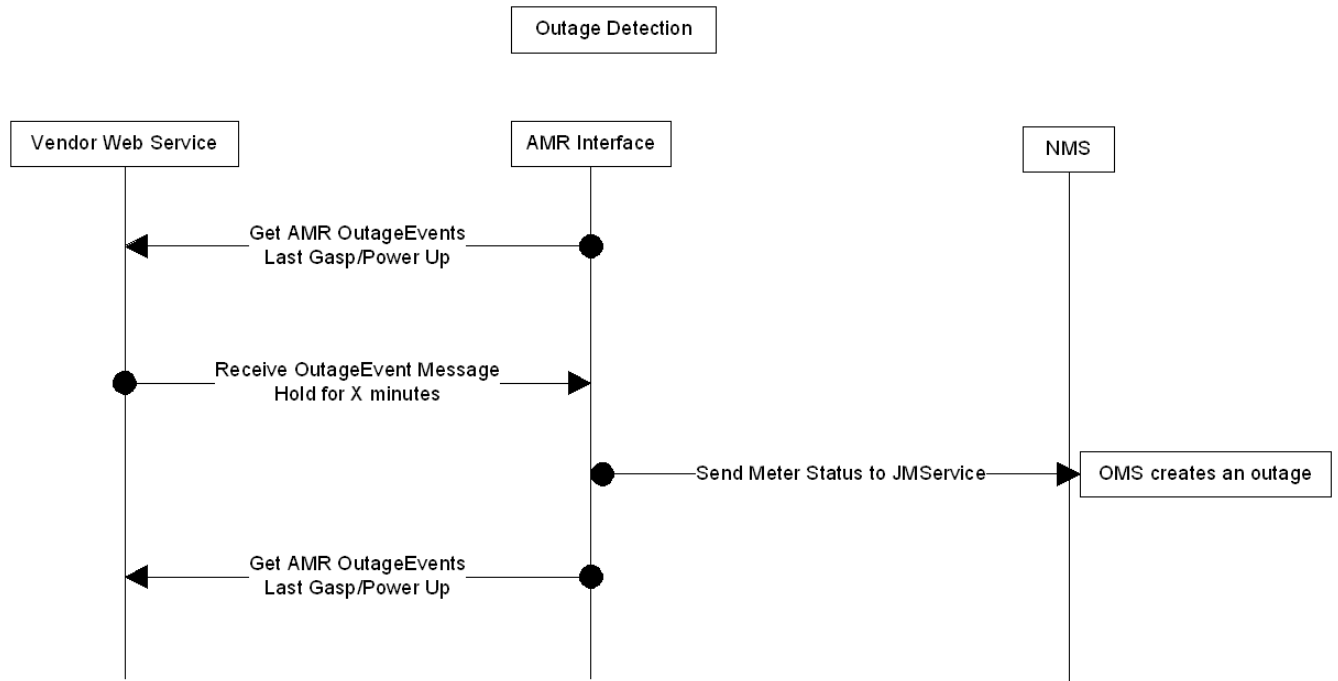 Outage Detection
Vendor Web Service
AMR Interface
NMS
Get AMR OutageEvents
Last Gasp/Power Up
Receive OutageEvent Message
Hold for X minutes
Send Meter Status to JMService
OMS creates an outage
Get AMR OutageEvents
Last Gasp/Power Up